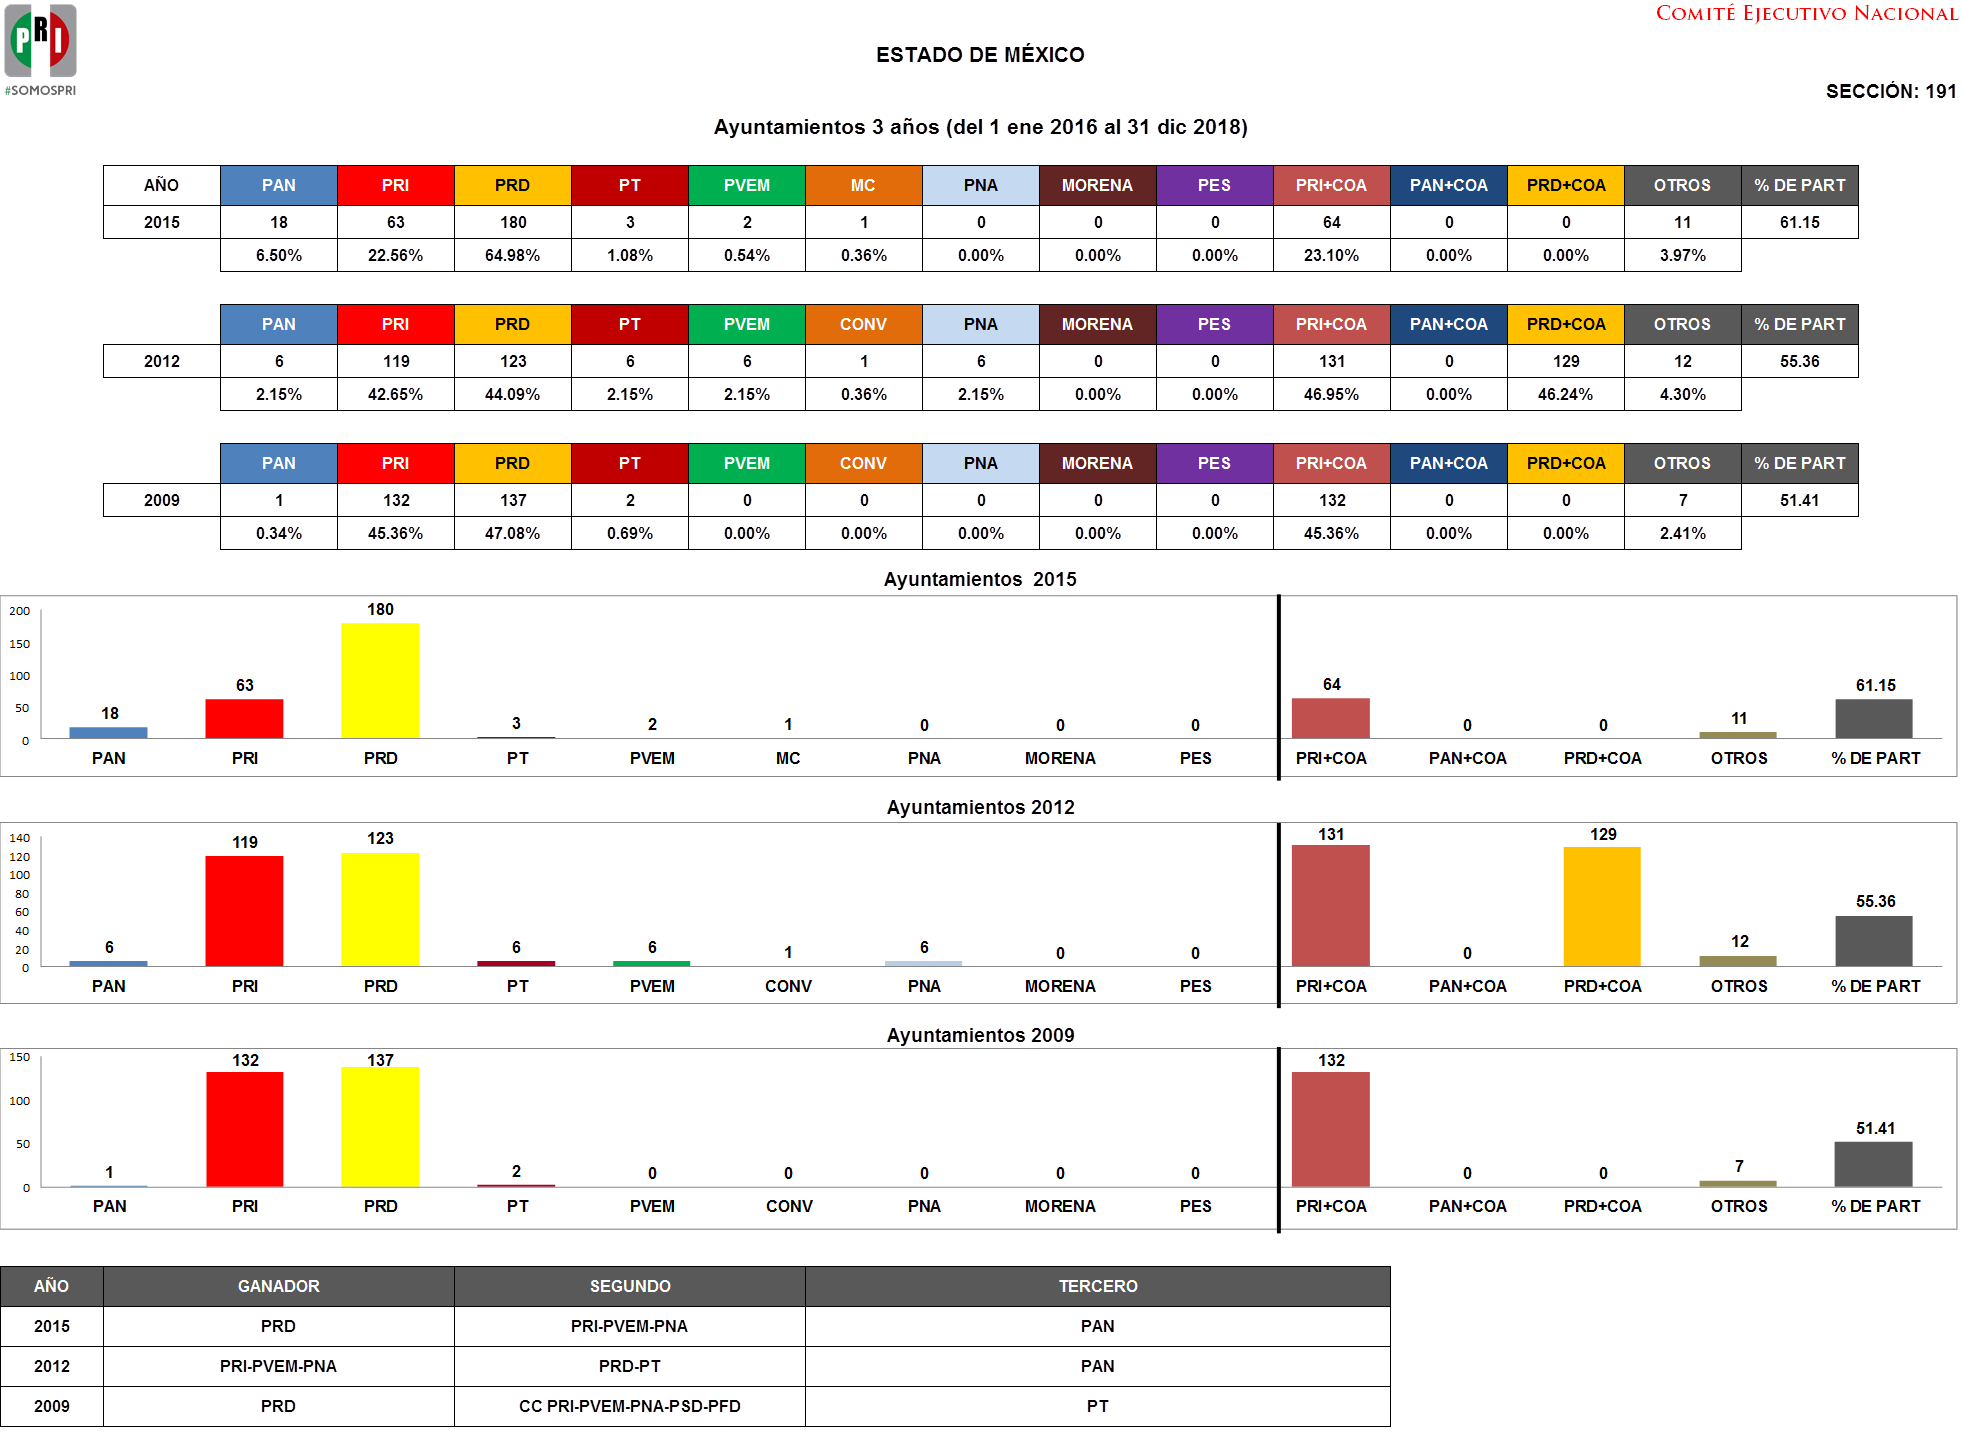 PRI
#SOMOSPRI
COMITÉ EJECUTIVO NACIONAL
ESTADO DE MÉXICO
SECCIÓN: 191
Ayuntamientos 3 años (del 1 ene 2016 al 31 dic 2018)
AÑO PAN PRI PRD PT PVEM MC PNA MORENA PES PRI+COA PAN+COA PRD+COA OTROS % DE PART
2015 18 63 180 3 2 1 0 0 0 64 0 0 11 61.15
6.50% 22.56% 64.98% 1.08% 0.54% 0.36% 0.00% 0.00% 0.00% 23.10% 0.00% 0.00% 3.97%
PAN PRI PRD PT PVEM CONV PNA MORENA PES PRI+COA PAN+COA PRD+COA OTROS % DE PART
2012 6 119 123 6 6 1 6 0 0 131 0 129 12 55.36
2.15% 42.65% 44.09% 2.15% 2.15% 0.36% 2.15% 0.00% 0.00% 46.95% 0.00% 46.24% 4.30%
PAN PRI PRD PT PVEM CONV PNA MORENA PES PRI+COA PAN+COA PRD+COA OTROS % DE PART
2009 1 132 137 2 0 0 0 0 0 132 0 0 7 51.41
0.34% 45.36% 47.08% 0.69% 0.00% 0.00% 0.00% 0.00% 0.00% 45.36% 0.00% 0.00% 2.41%
Ayuntamientos 2015
200
150
100
50
0
18 63 180 3 2 1 0 0 0 64 0 0 11 61.15
PAN PRI PRD PT PVEM MC PNA MORENA PES PRI+COA PAN+COA PRD+COA OTROS % DE PART
Ayuntamientos 2012
140
120
100
80
60
40
20
0
6 119 123 6 6 1 6 0 0 131 0 129 12 55.36
PAN PRI PRD PT PVEM CONV PNA MORENA PES PRI+COA PAN+COA PRD+COA OTROS % DE PART
Ayuntamientos 2009
150
100
50
0
1 132 137 2 0 0 0 0 0 132 0 0 7 51.41
PAN PRI PRD PT PVEM CONV PNA MORENA PES PRI+COA PAN+COA PRD+COA OTROS % DE PART
AÑO GANADOR SEGUNDO TERCERO
2015 PRD PRI-PVEM-PNA PAN
2012 PRI-PVEM-PNA PRD-PT PAN
2009 PRD CC PRI-PVEM-PNA-PSD-PFD PT